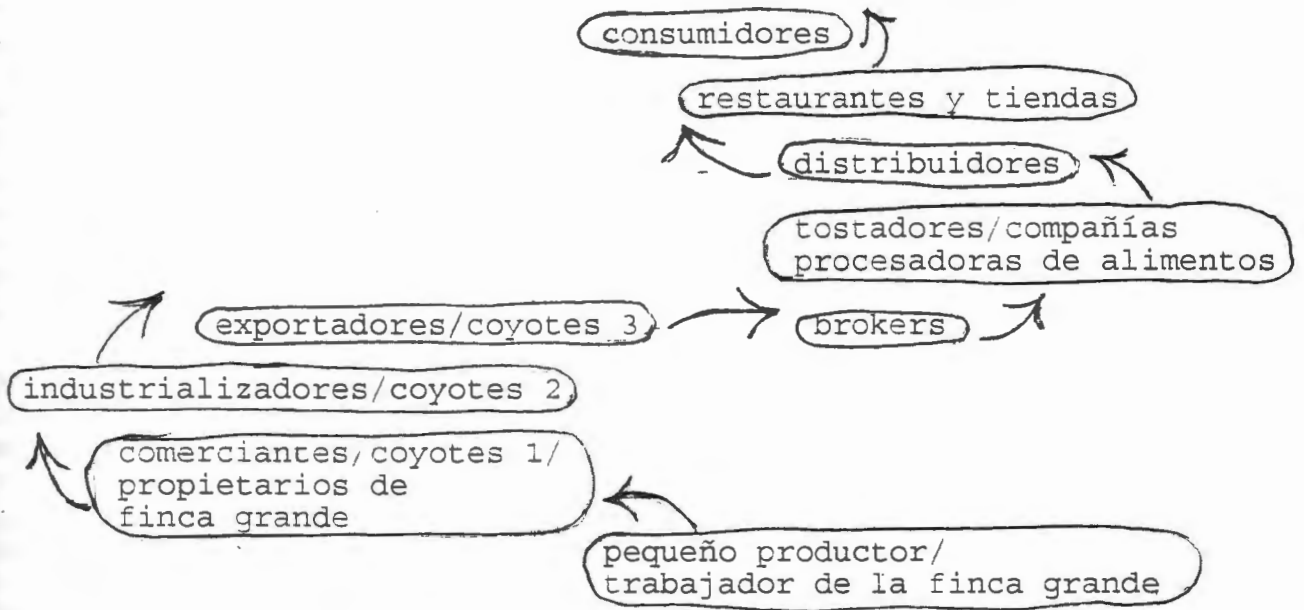 consumidores
restaurantes y tiendas
distribuidores
tostadores/compañías
procesadoras de alimentos
exportadores/coyotes 3
brokers
industrializadores/coyotes 2
comerciantes/coyotes 1/
propietarios de
finca grande
pequeño productor/
trabajador de la finca grande